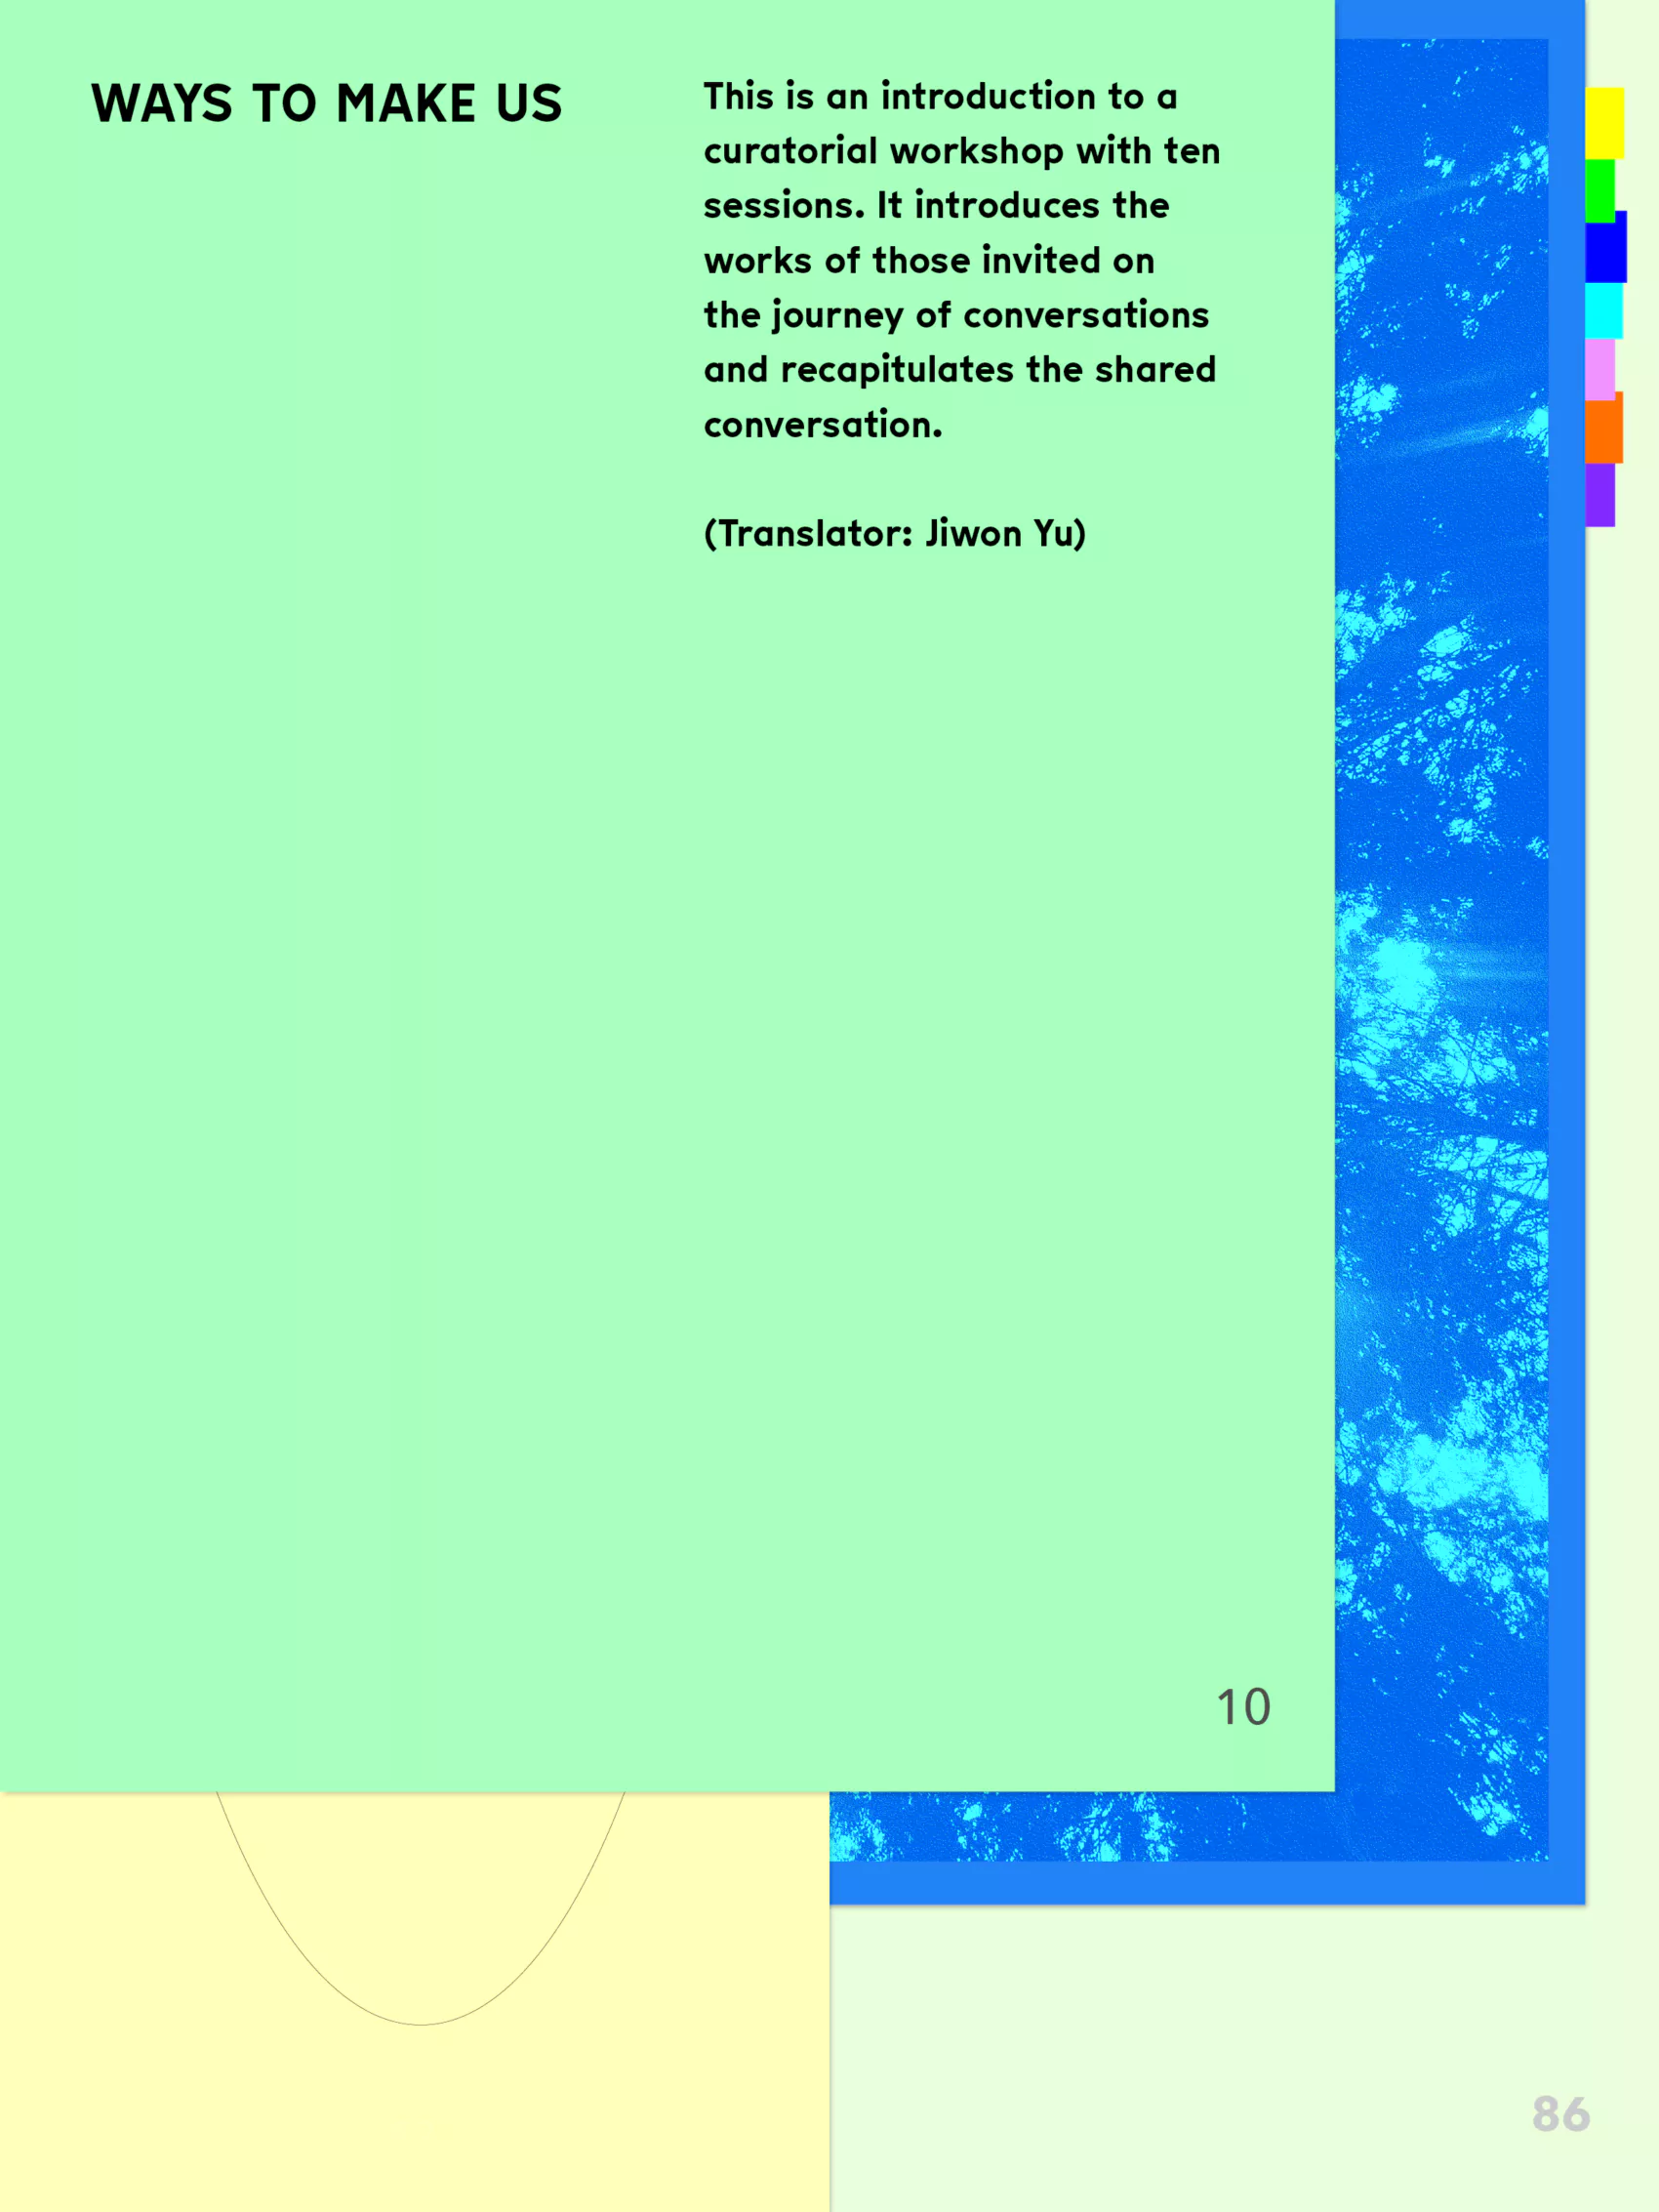 WAYS TO MAKE US
This is an introduction to a
curatorial workshop with ten
sessions. It introduces the
works of those invited on
the journey of conversations
and recapitulates the shared
conversation.
(Translator: Jiwon Yu)
10
86